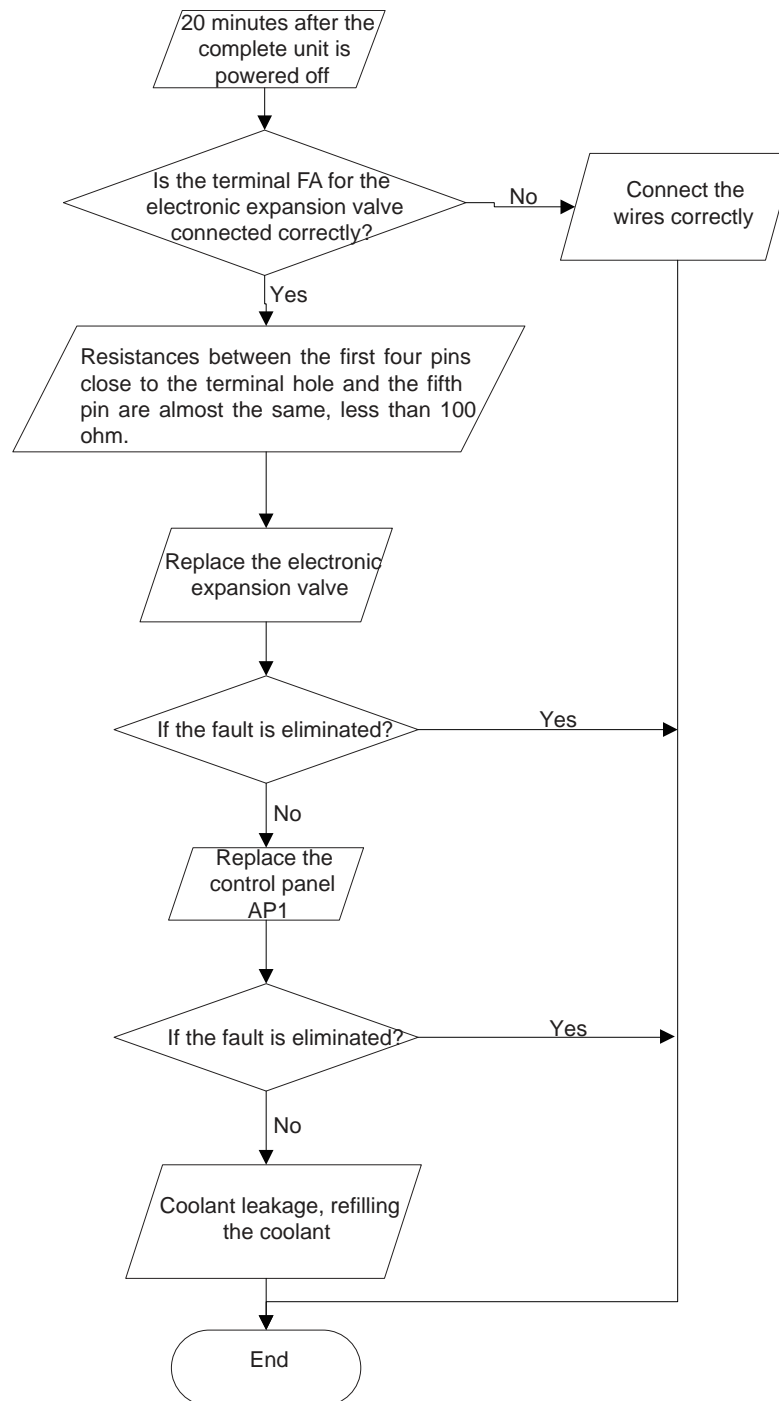 20 minutes after the
complete unit is
powered off
Is the terminal FA for the
electronic expansion valve
connected correctly?
No
Connect the
wires correctly
Yes
Resistances between the first four pins
close to the terminal hole and the fifth
pin are almost the same, less than 100
ohm.
Replace the electronic
expansion valve
If the fault is eliminated?
Yes
No
Replace the
control panel
AP1
If the fault is eliminated?
Yes
No
Coolant leakage, refilling
the coolant
End